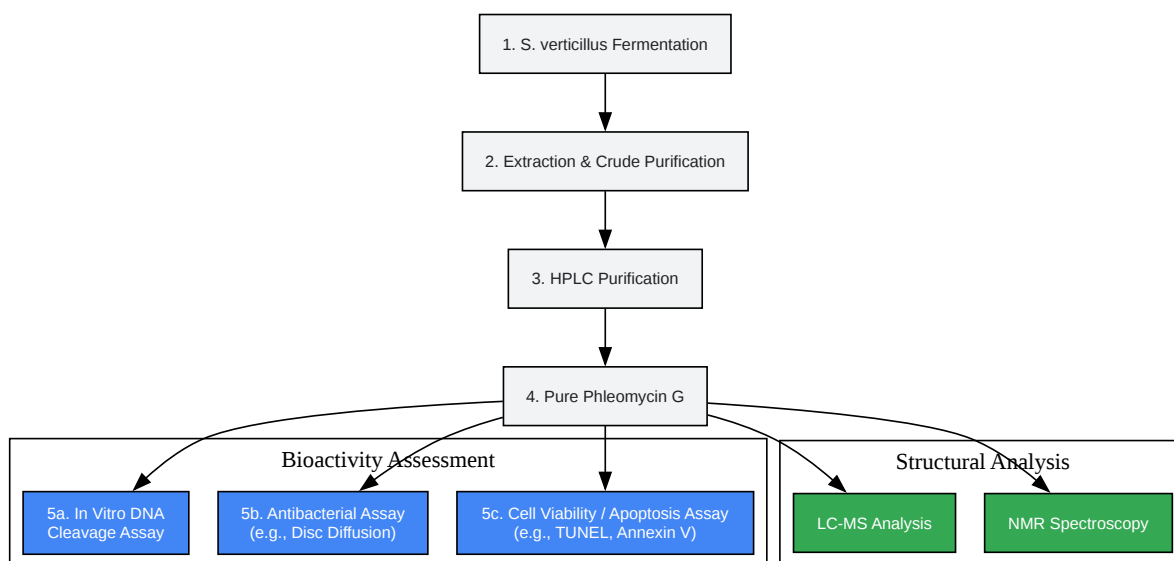 1. S. verticillus Fermentation
2. Extraction & Crude Purification
3. HPLC Purification
4. Pure Phleomycin G
Bioactivity Assessment
Structural Analysis
5a. In Vitro DNA
Cleavage Assay
5b. Antibacterial Assay
(e.g., Disc Diffusion)
5c. Cell Viability / Apoptosis Assay
(e.g., TUNEL, Annexin V)
LC-MS Analysis
NMR Spectroscopy